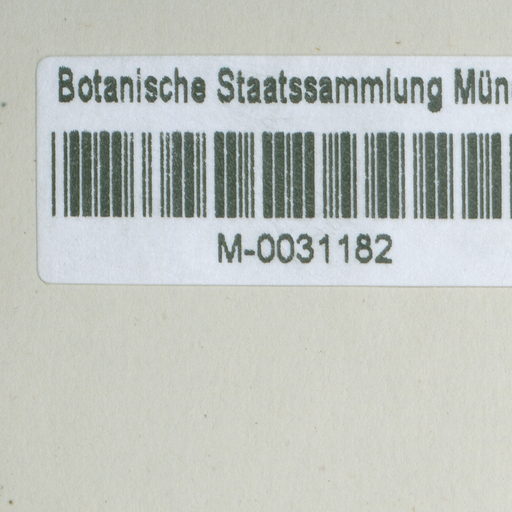 Botanische Staatssammlung Mün
M-0031182